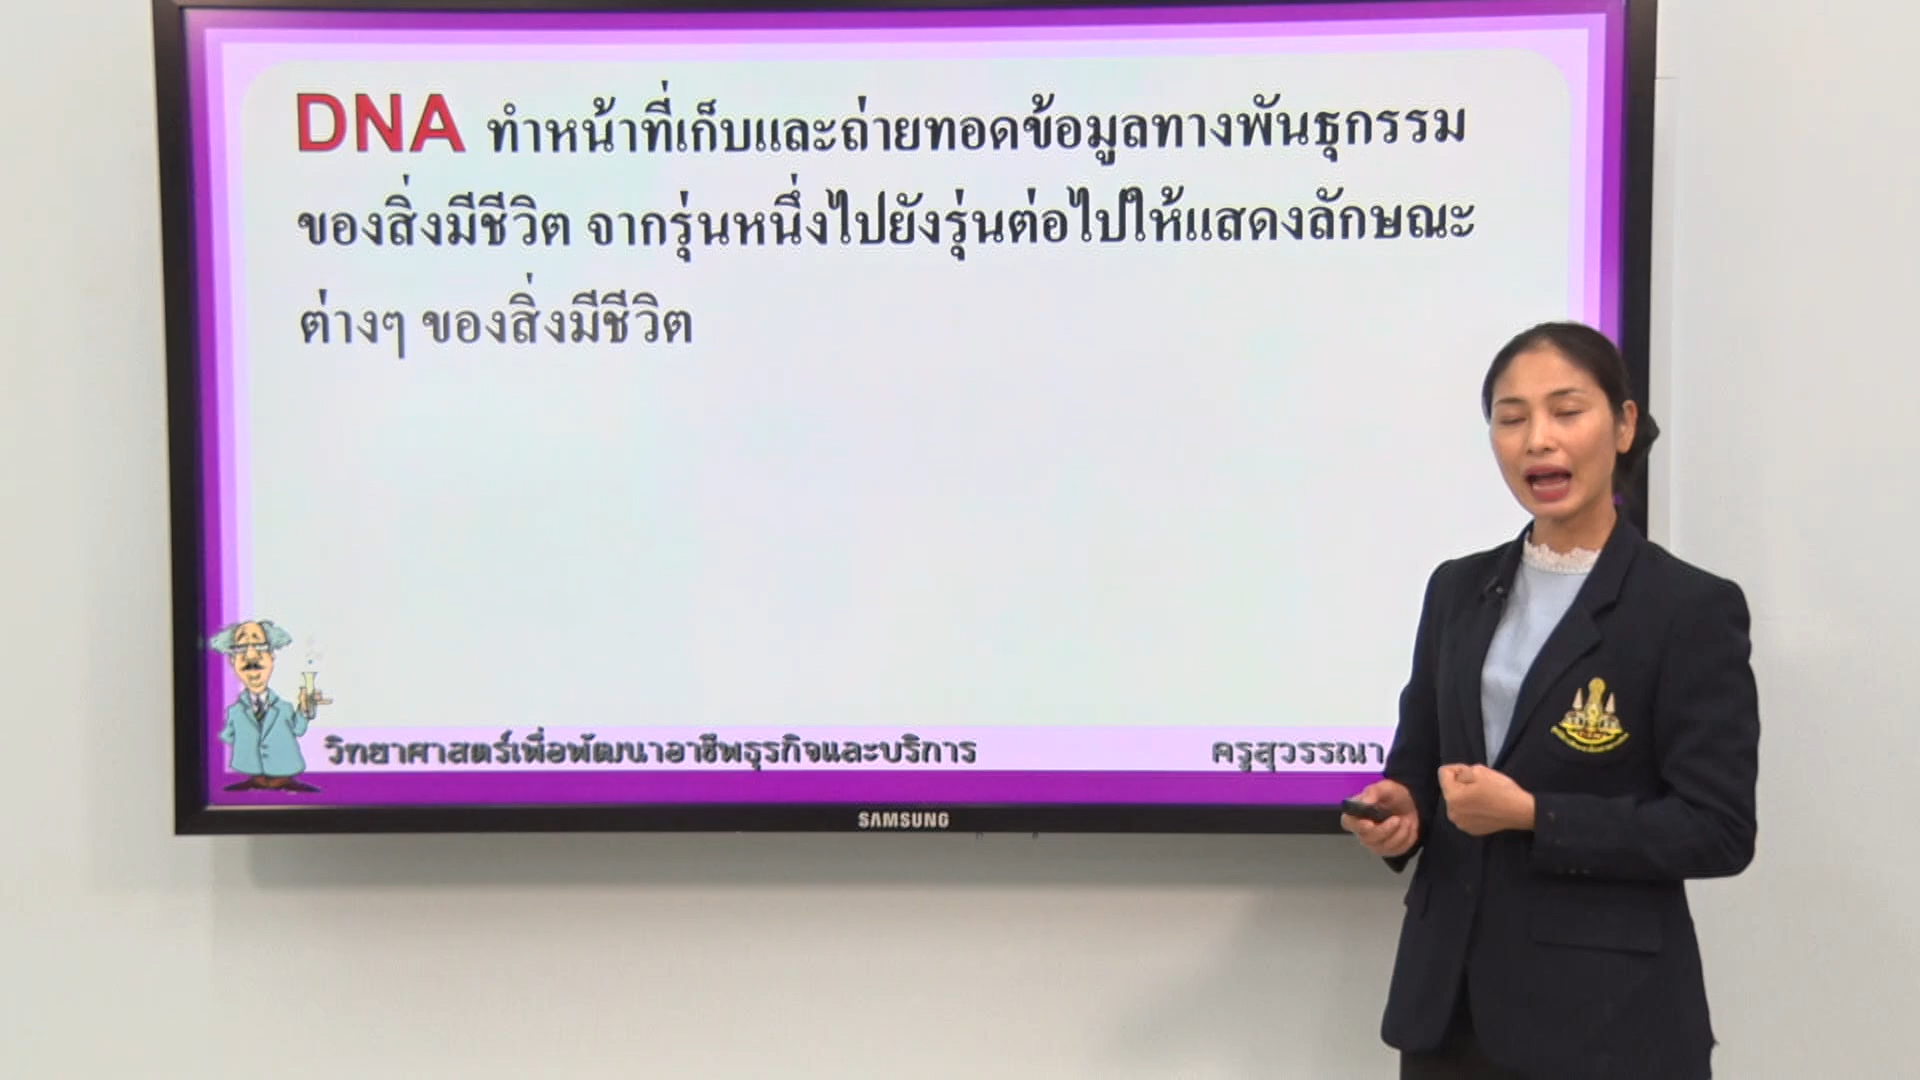 DNA ทำหน้าที่เก็บและถ่ายทอดข้อมูลทางพันธุกรรม
ของสิ่งมีชีวิต จากรุ่นหนึ่งไปยังรุ่นต่อไปให้แสดงลักษณะ
ต่างๆ ของสิ่งมีชีวิต
วิทยาศาสตร์เพื่อพัฒนาอาชีพธุรกิจและบริการ
ครูสุวรรณา
SAMSUNG